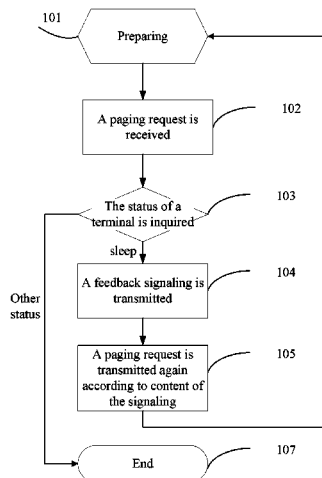 101
Preparing
A paging request is
received
102
The status of a
terminal is inquired
103
sleep
Other
status
A feedback signaling is
transmitted
104
A paging request is
transmitted again
according to content of
the signaling
105
End
107